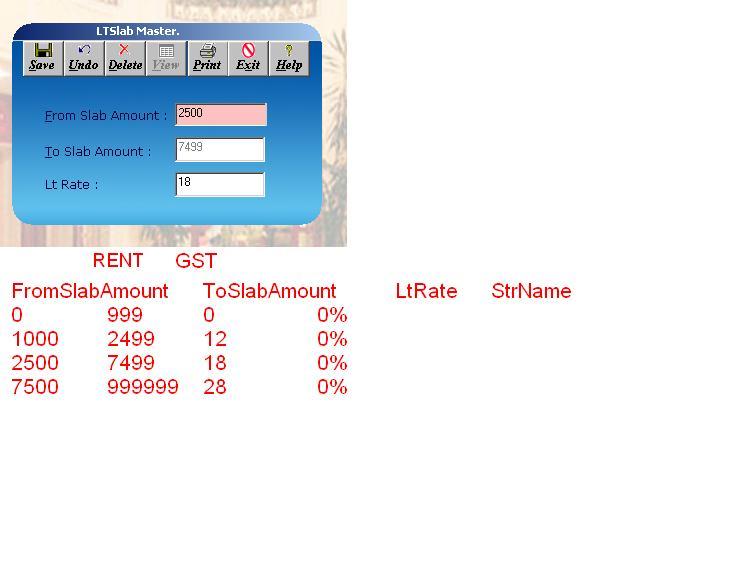 LTSlab Master.
Save Undo Delete View Print Exit Help
From Slab Amount : 2500
To Slab Amount : 7499
Lt Rate : 18
RENT GST
FromSlabAmount ToSlabAmount LtRate StrName
0 999 0 0%
1000 2499 12 0%
2500 7499 18 0%
7500 999999 28 0%